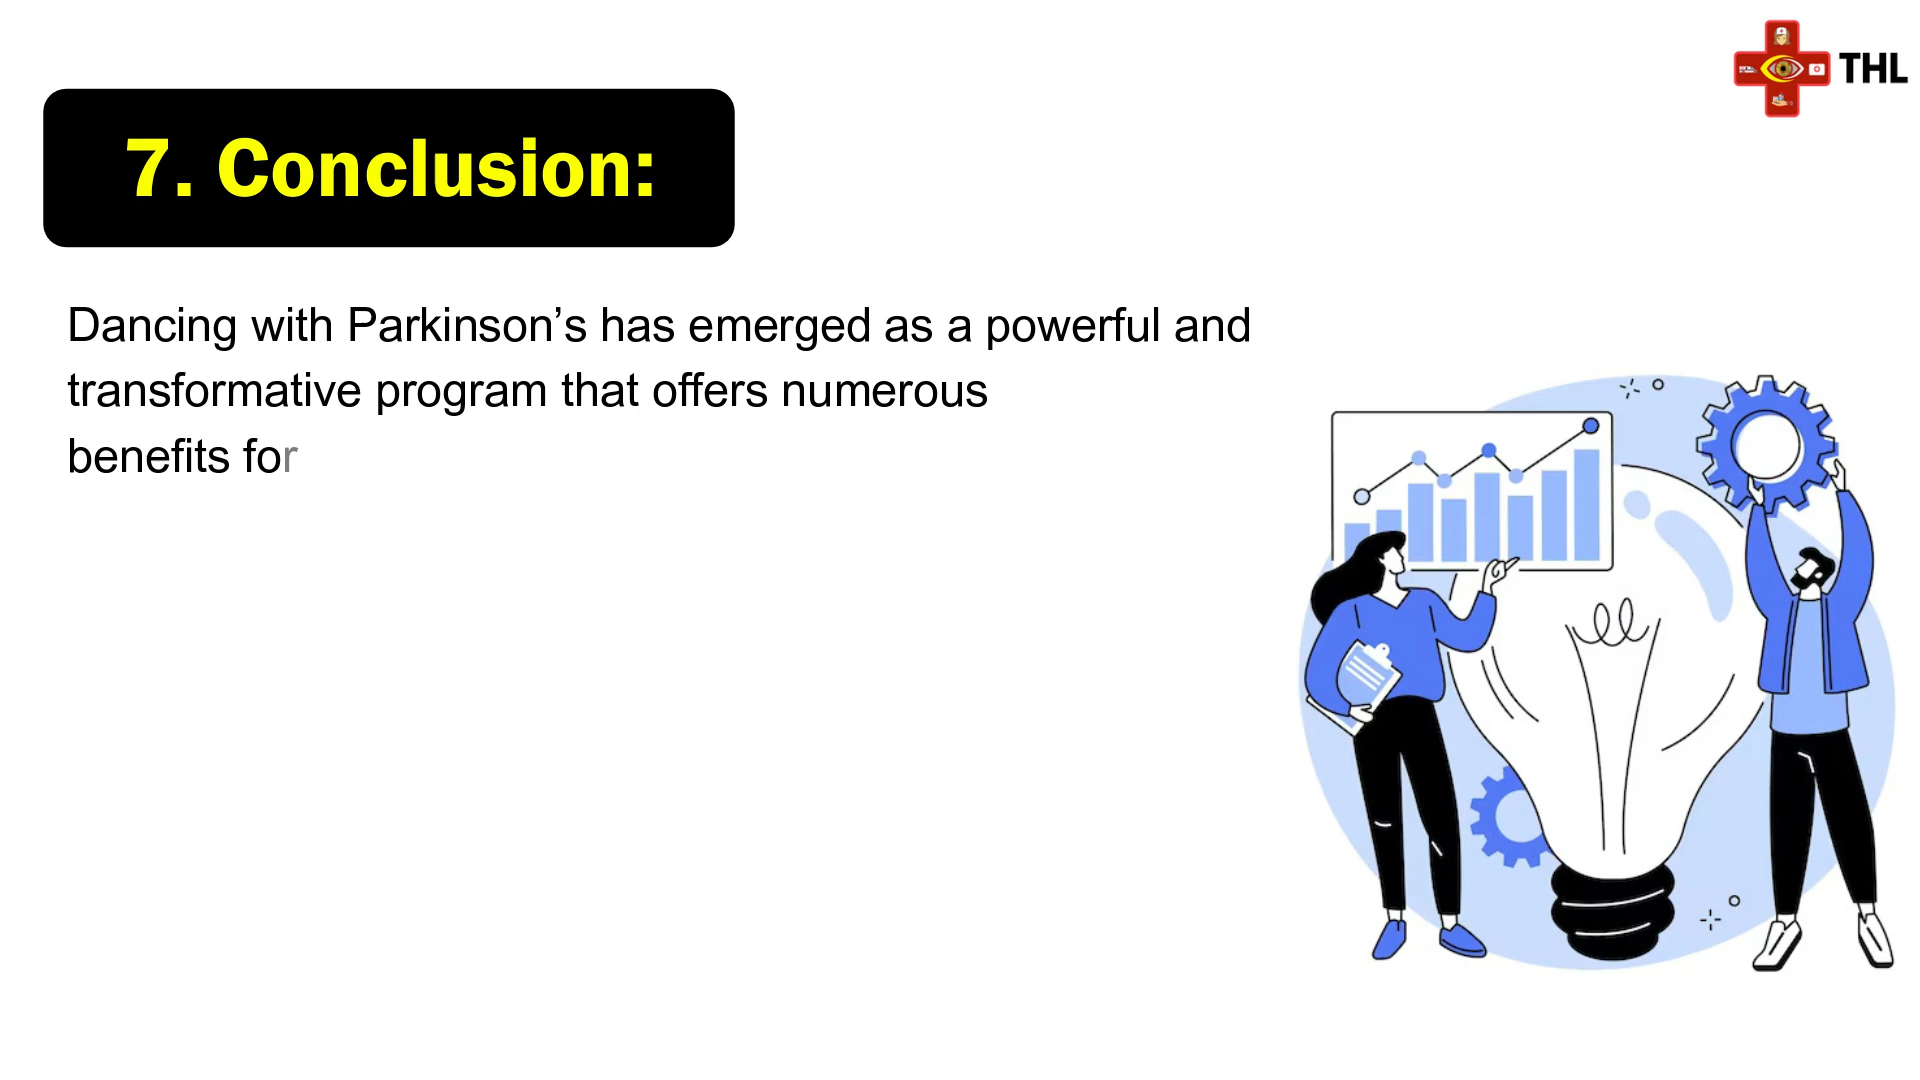 THL
7. Conclusion:
Dancing with Parkinson’s has emerged as a powerful and
transformative program that offers numerous
benefits for